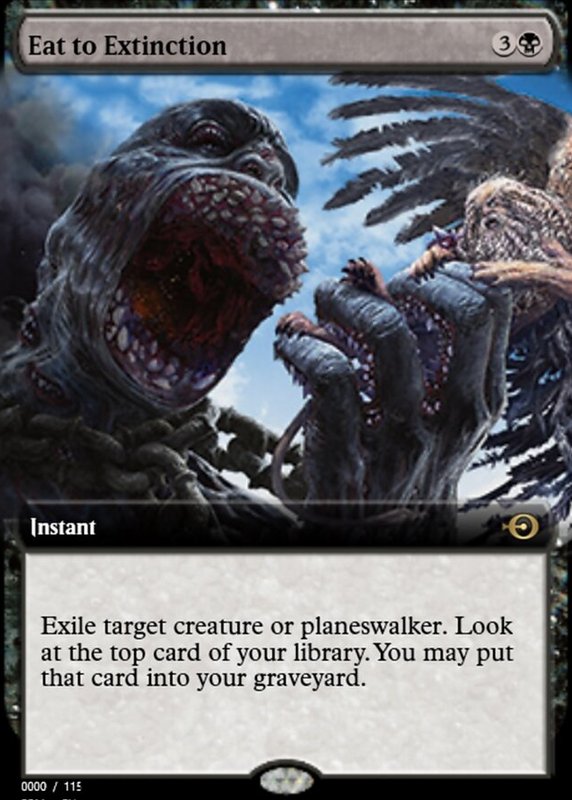 Eat to Extinction 3
Instant
Exile target creature or planeswalker. Look
at the top card of your library. You may put
that card into your graveyard.
0000 / 115